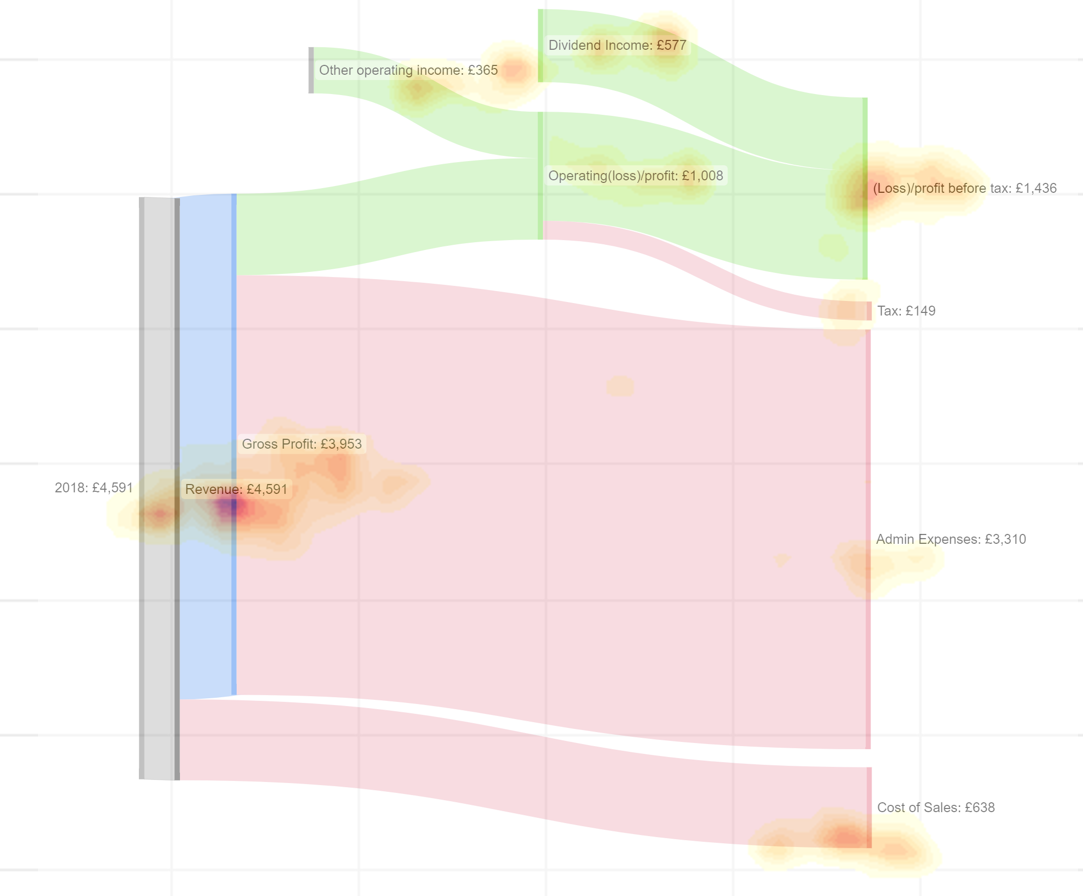 Dividend Income: £577
Other operating income: £365
Operating(loss)/profit: £1,008
(Loss)/profit before tax: £1,436
Tax: £149
Gross Profit: £3,953
2018: £4,591
Revenue: £4,591
Admin Expenses: £3,310
Cost of Sales: £638